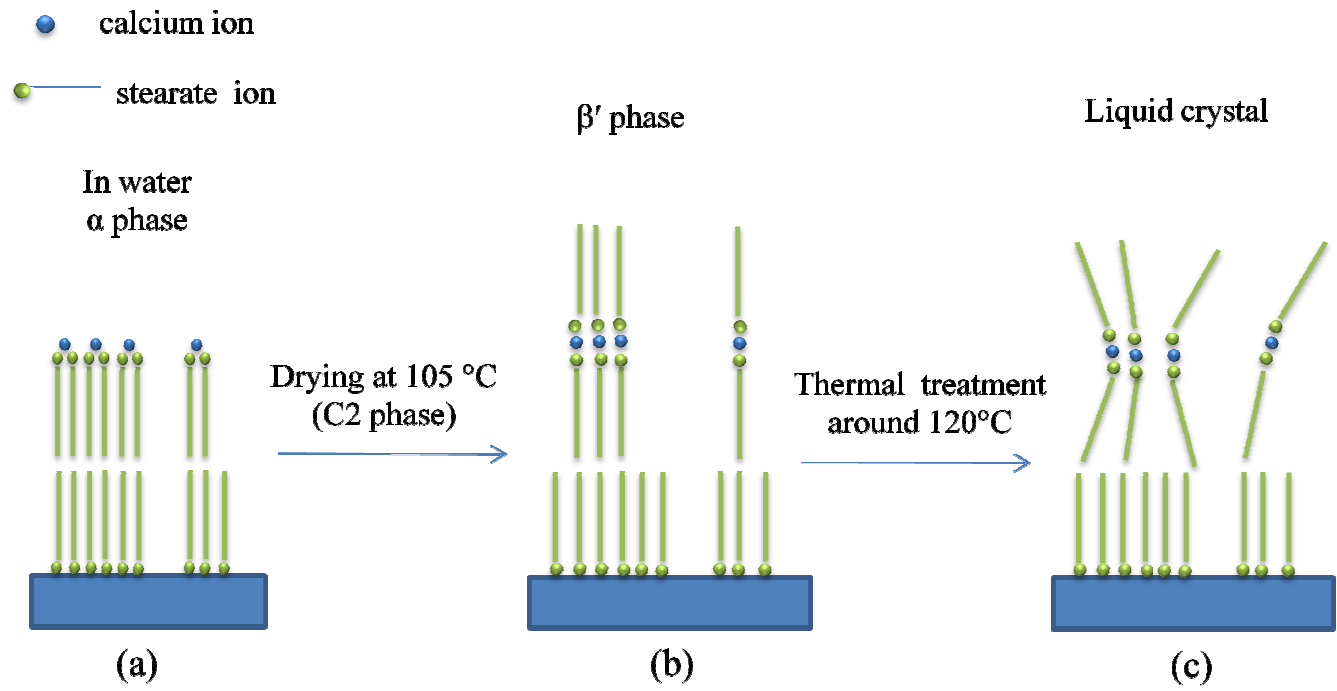 calcium ion
stearate ion
In water
α phase
β′ phase
Liquid crystal
Drying at 105 °C
(C2 phase)
Thermal treatment
around 120°C
(a)
(b)
(c)